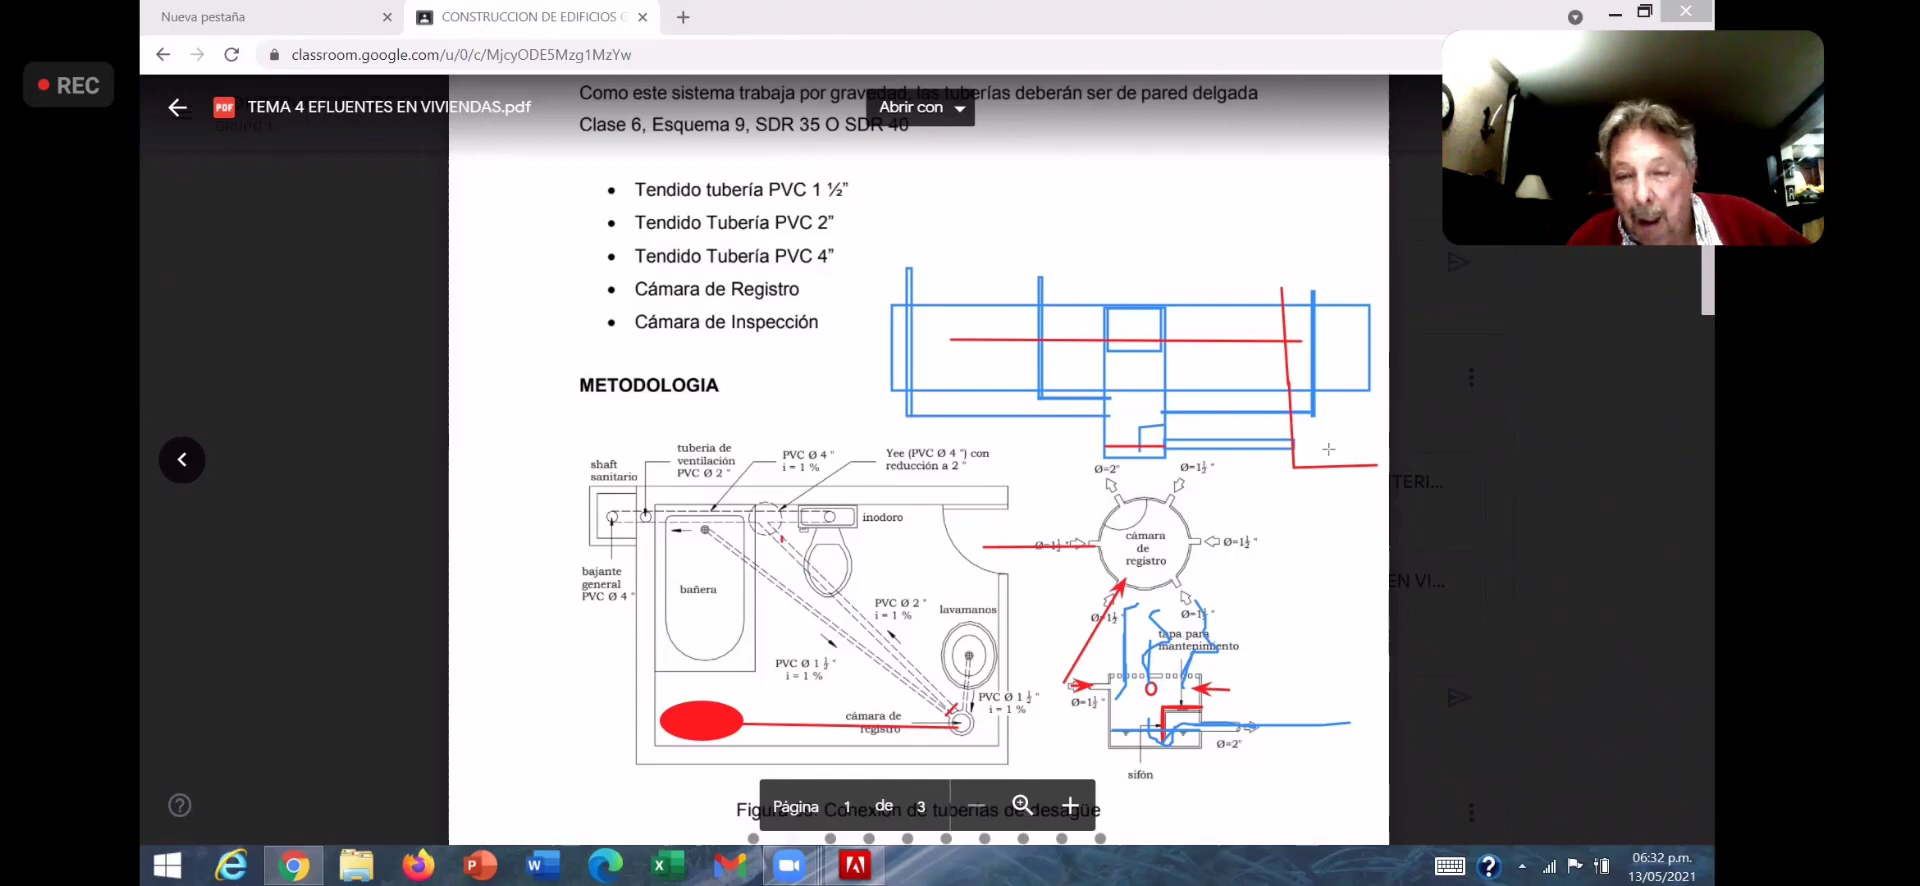 Nueva pestaña
CONSTRUCCION DE EDIFICIOS G
classroom.google.com/u/0/c/MjcyODE5Mzg1MzYw
REC
TEMA 4 EFLUENTES EN VIVIENDAS.pdf
PDF
Abrir con
GRUPO 1
Como este sistema trabaja por gravedad, las tuberías deberán ser de pared delgada
Clase 6, Esquema 9, SDR 35 O SDR 40
• Tendido tubería PVC 1 ½”
• Tendido Tubería PVC 2”
• Tendido Tubería PVC 4”
• Cámara de Registro
• Cámara de Inspección
METODOLOGIA
shaft
sanitario
tuberia de
ventilación
PVC Ø 2 "
PVC Ø 4 "
i = 1 %
Yee (PVC Ø 4 ") con
reducción a 2 "
inodoro
bajante
general
PVC Ø 4 "
bañera
PVC Ø 2 "
i = 1 %
lavamanos
PVC Ø 1 ½ "
i = 1 %
PVC Ø 1 ½ "
i = 1 %
cámara de
registro
Ø=2"
Ø=1½ "
Ø=1½ "
cámara
de
registro
Ø=1½ "
Ø=1½ "
Ø=1½ "
tapa para
mantenimiento
Ø=1½ "
Ø=2"
sifón
TERI...
EN VI...
Conexión de tuberías de desagüe
Página 1 de 3
06:32 p.m.
13/05/2021